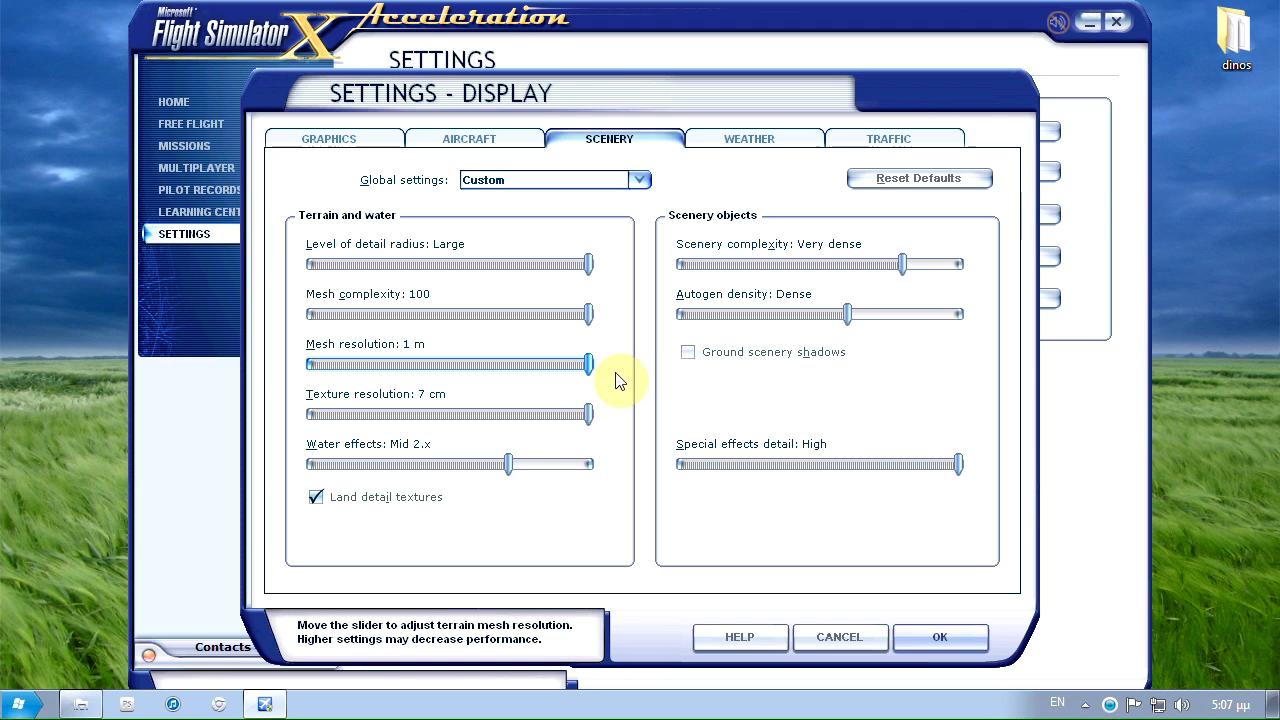 Microsoft
Flight Simulator X Acceleration
dinos
SETTINGS
SETTINGS - DISPLAY
HOME
FREE FLIGHT
MISSIONS
MULTIPLAYER
PILOT RECORDS
LEARNING CENT
SETTINGS
GRAPHICS
AIRCRAFT
SCENERY
WEATHER
TRAFFIC
Global settings:
Custom
Reset Defaults
Terrain and water
Level of detail radius: Large
Mesh complexity: 100
Mesh resolution: 1 m
Texture resolution: 7 cm
Water effects: Mid 2.x
Land detail textures
Scenery objects
Scenery complexity: Very dense
Autogen density: Dense
Ground scenery shadows
Special effects detail: High
Move the slider to adjust terrain mesh resolution.
Higher settings may decrease performance.
HELP
CANCEL
OK
Contacts
PS
EN
5:07 μμ